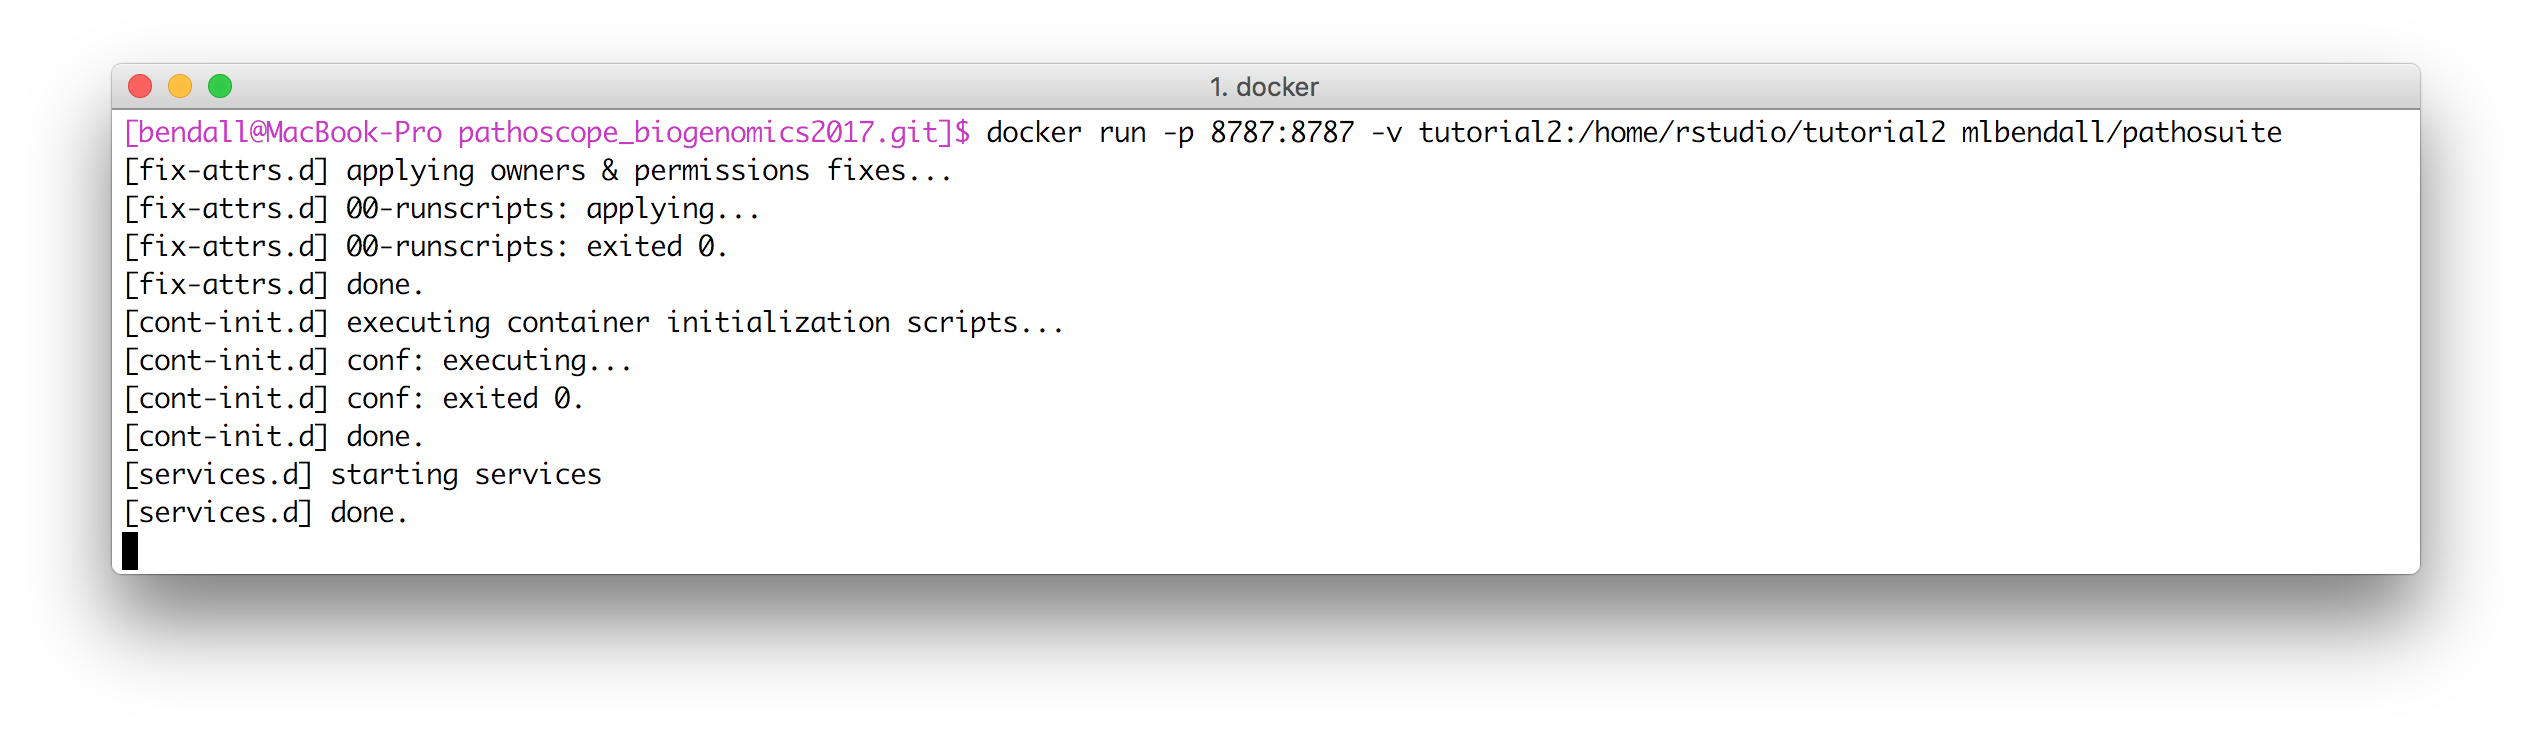 1. docker
[bendall@MacBook-Pro pathoscope_biogenomics2017.git]$ docker run -p 8787:8787 -v tutorial2:/home/rstudio/tutorial2 mlbendall/pathosuite
[fix-attrs.d] applying owners & permissions fixes...
[fix-attrs.d] 00-runscripts: applying...
[fix-attrs.d] 00-runscripts: exited 0.
[fix-attrs.d] done.
[cont-init.d] executing container initialization scripts...
[cont-init.d] conf: executing...
[cont-init.d] conf: exited 0.
[cont-init.d] done.
[services.d] starting services
[services.d] done.